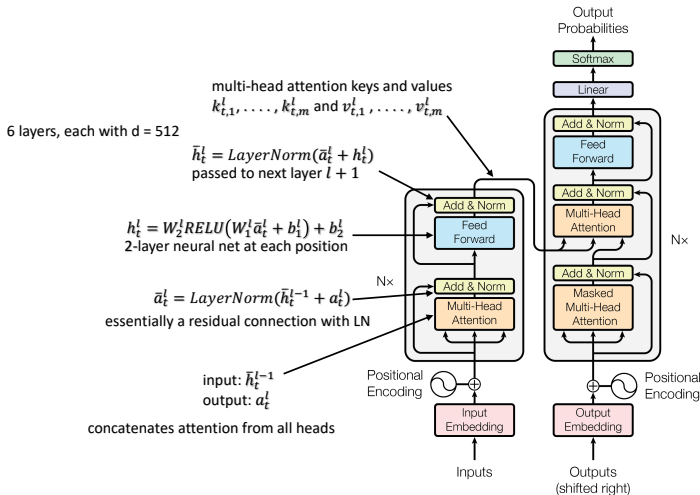 Output
Probabilities
Softmax
Linear
multi-head attention keys and values
k^l_{t,1}, . . . . , k^l_{t,m} and v^l_{t,1} , . . . . , v^l_{t,m}
6 layers, each with d = 512
h̄^l_t = LayerNorm(ā^l_t + h^l_t)
passed to next layer l + 1
h^l_t = W^l_2RELU(W^l_1ā^l_t + b^l_1) + b^l_2
2-layer neural net at each position
ā^l_t = LayerNorm(h̄^{l-1}_t + a^l_t)
essentially a residual connection with LN
input: h̄^{l-1}_t
output: a^l_t
concatenates attention from all heads
Add & Norm
Feed
Forward
N×
Add & Norm
Multi-Head
Attention
Positional
Encoding
Input
Embedding
Inputs
Add & Norm
Feed
Forward
Add & Norm
Multi-Head
Attention
N×
Add & Norm
Masked
Multi-Head
Attention
Positional
Encoding
Output
Embedding
Outputs
(shifted right)